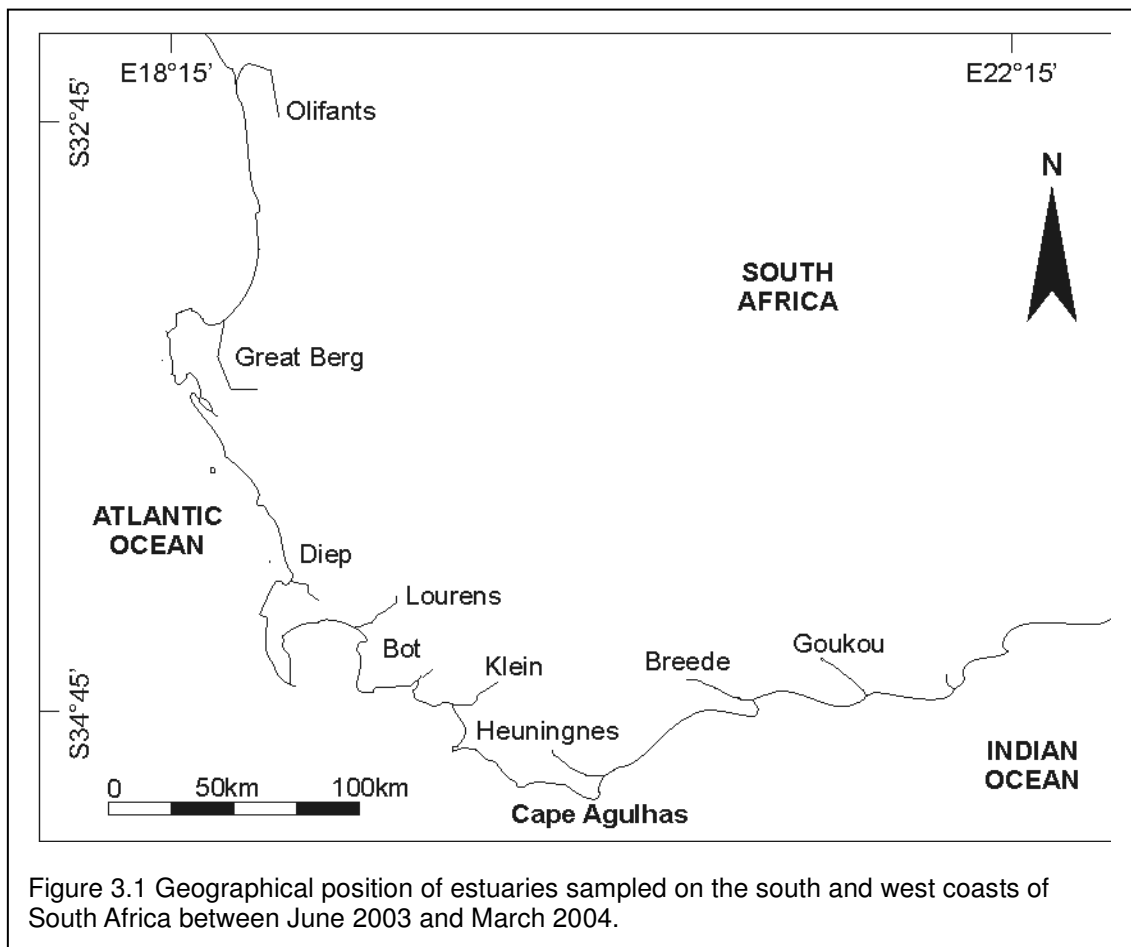 E18°15'
E22°15'
S32°45'
Olifants
N
SOUTH
AFRICA
Great Berg
ATLANTIC
OCEAN
Diep
Lourens
Bot
Klein
Breede
Goukou
S34°45'
Heuningnes
INDIAN
OCEAN
0 50km 100km
Cape Agulhas
Figure 3.1 Geographical position of estuaries sampled on the south and west coasts of
South Africa between June 2003 and March 2004.